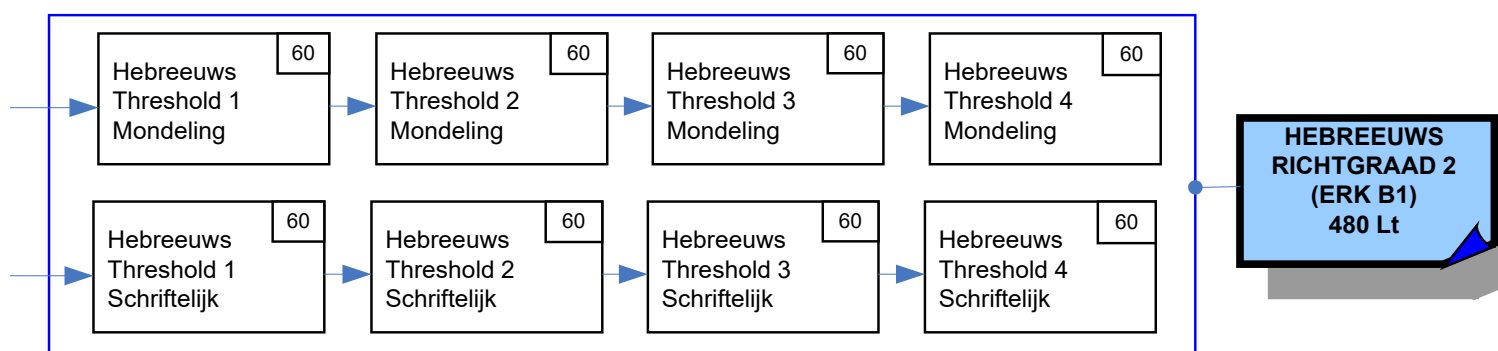 60
Hebreeuws
Threshold 1
Mondeling
60
Hebreeuws
Threshold 2
Mondeling
60
Hebreeuws
Threshold 3
Mondeling
60
Hebreeuws
Threshold 4
Mondeling
60
Hebreeuws
Threshold 1
Schriftelijk
60
Hebreeuws
Threshold 2
Schriftelijk
60
Hebreeuws
Threshold 3
Schriftelijk
60
Hebreeuws
Threshold 4
Schriftelijk
HEBREEUWS
RICHTGRAAD 2
(ERK B1)
480 Lt